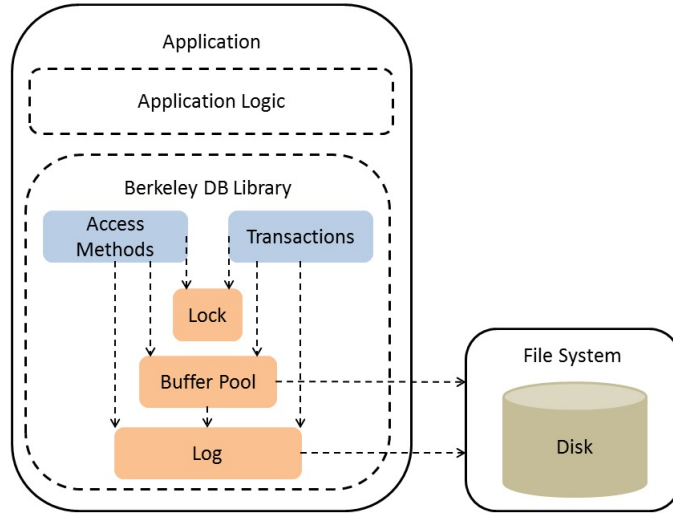 Application
Application Logic
Berkeley DB Library
Access
Methods
Transactions
Lock
Buffer Pool
Log
File System
Disk